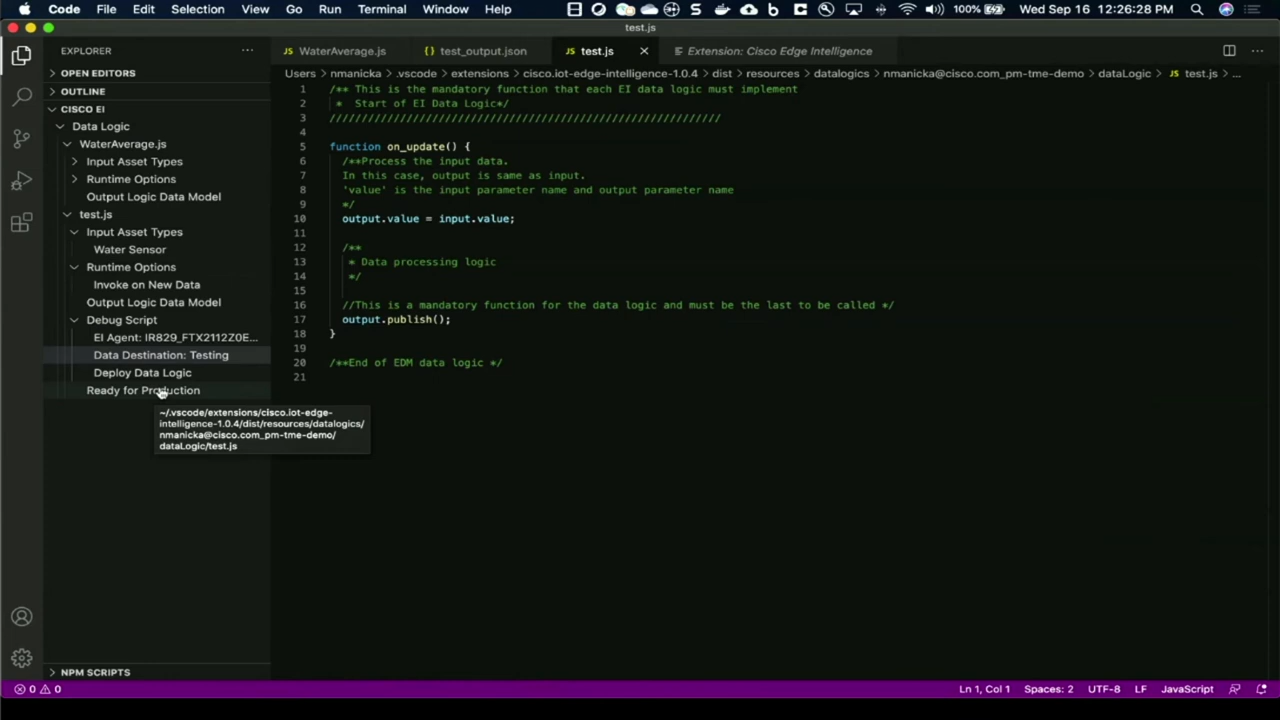 Code File Edit Selection View Go Run Terminal Window Help 100% Wed Sep 16 12:26:28 PM
test.js
EXPLORER
WaterAverage.js
test_output.json
test.js
Extension: Cisco Edge Intelligence
OPEN EDITORS
OUTLINE
CISCO EI
Data Logic
WaterAverage.js
Input Asset Types
Runtime Options
Output Logic Data Model
test.js
Input Asset Types
Water Sensor
Runtime Options
Invoke on New Data
Output Logic Data Model
Debug Script
EI Agent: IR829_FTX2112Z0E...
Data Destination: Testing
Deploy Data Logic
Ready for Production
~/.vscode/extensions/cisco.iot-edge-
intelligence-1.0.4/dist/resources/datalogics/
nmanicka@cisco.com_pm-tme-demo/
dataLogic/test.js
NPM SCRIPTS
Users > nmanicka > .vscode > extensions > cisco.iot-edge-intelligence-1.0.4 > dist > resources > datalogics > nmanicka@cisco.com_pm-tme-demo > dataLogic > test.js > ...
1 /** This is the mandatory function that each EI data logic must implement
2 * Start of EI Data Logic*/
3 /////////////////////////////////////////////////////////////
4
5 function on_update() {
6 /**Process the input data.
7 In this case, output is same as input.
8 'value' is the input parameter name and output parameter name
9 */
10 output.value = input.value;
11
12 /**
13 * Data processing logic
14 */
15
16 //This is a mandatory function for the data logic and must be the last to be called */
17 output.publish();
18 }
19
20 /**End of EDM data logic */
21
0 0
Ln 1, Col 1 Spaces: 2 UTF-8 LF JavaScript